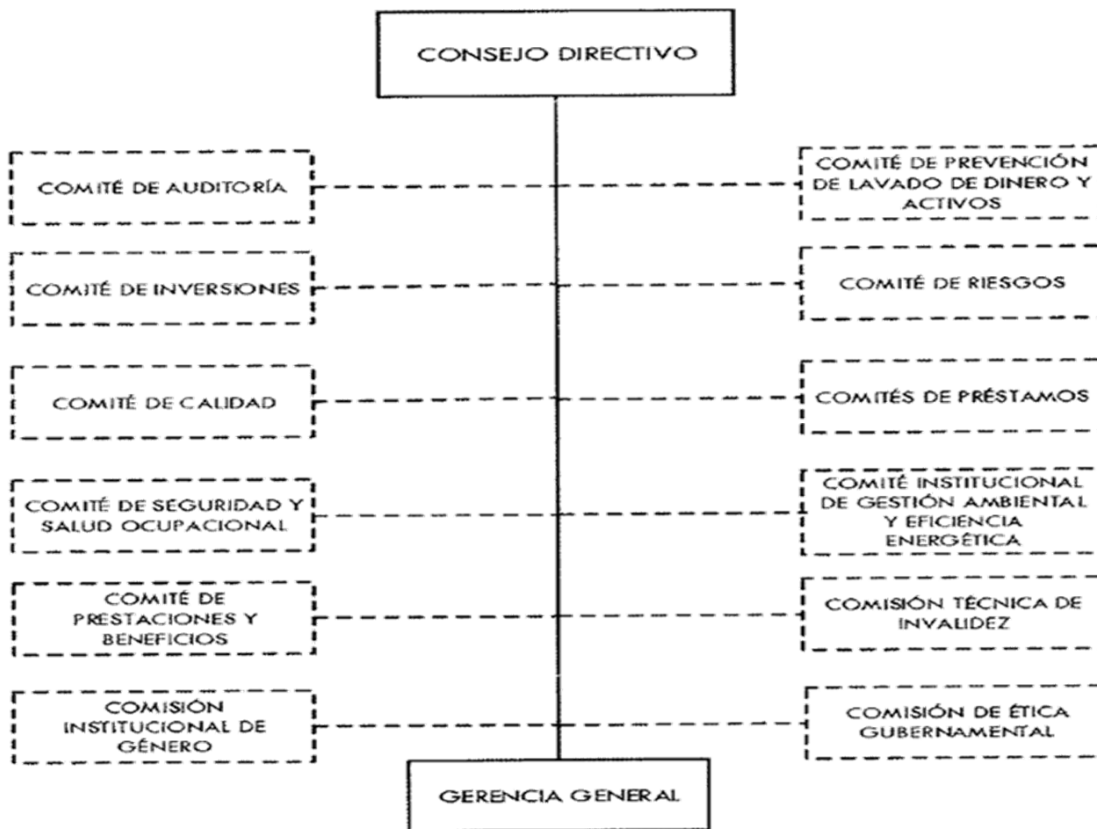 CONSEJO DIRECTIVO
COMITÉ DE AUDITORÍA
COMITÉ DE PREVENCIÓN
DE LAVADO DE DINERO Y
ACTIVOS
COMITÉ DE INVERSIONES
COMITÉ DE RIESGOS
COMITÉ DE CALIDAD
COMITÉS DE PRÉSTAMOS
COMITÉ DE SEGURIDAD Y
SALUD OCUPACIONAL
COMITÉ INSTITUCIONAL
DE GESTIÓN AMBIENTAL
Y EFICIENCIA
ENERGÉTICA
COMITÉ DE
PRESTACIONES Y
BENEFICIOS
COMISIÓN TÉCNICA DE
INVALIDEZ
COMISIÓN
INSTITUCIONAL DE
GÉNERO
COMISIÓN DE ÉTICA
GUBERNAMENTAL
GERENCIA GENERAL